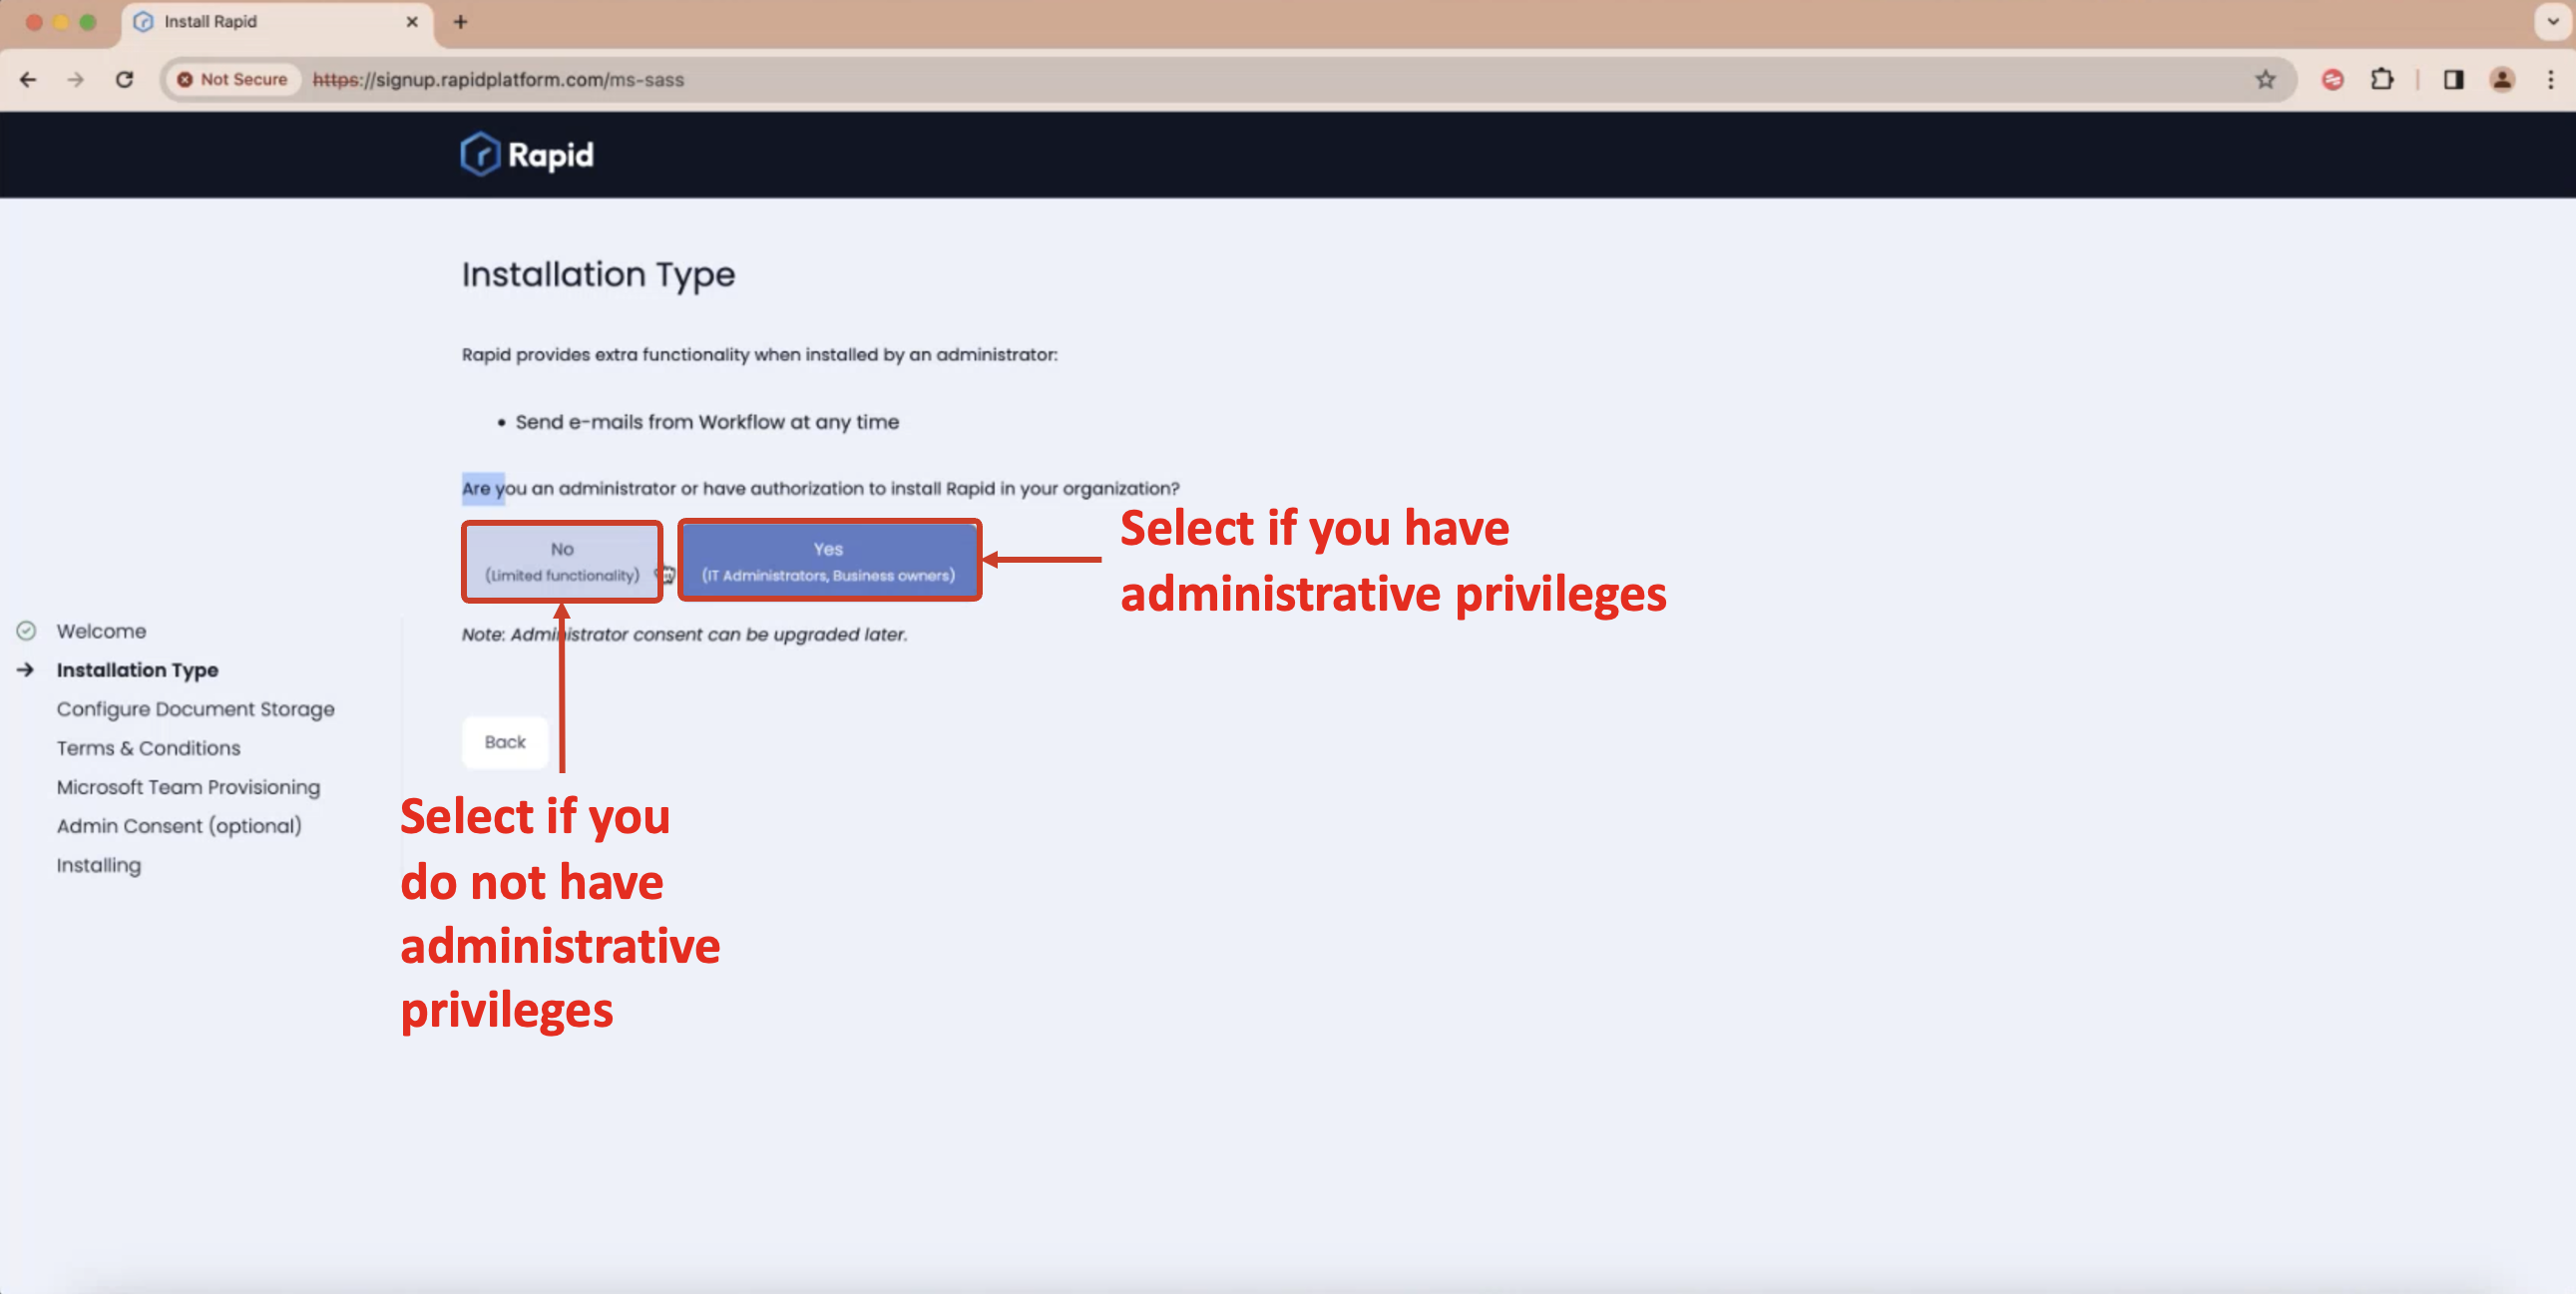 Install Rapid
Not Secure https://signup.rapidplatform.com/ms-sass
Rapid
Installation Type
Rapid provides extra functionality when installed by an administrator:
• Send e-mails from Workflow at any time
Are you an administrator or have authorization to install Rapid in your organization?
No
(Limited functionality)
Yes
(IT Administrators, Business owners)
Select if you have
administrative privileges
Note: Administrator consent can be upgraded later.
Back
Welcome
Installation Type
Configure Document Storage
Terms & Conditions
Microsoft Team Provisioning
Admin Consent (optional)
Installing
Select if you
do not have
administrative
privileges